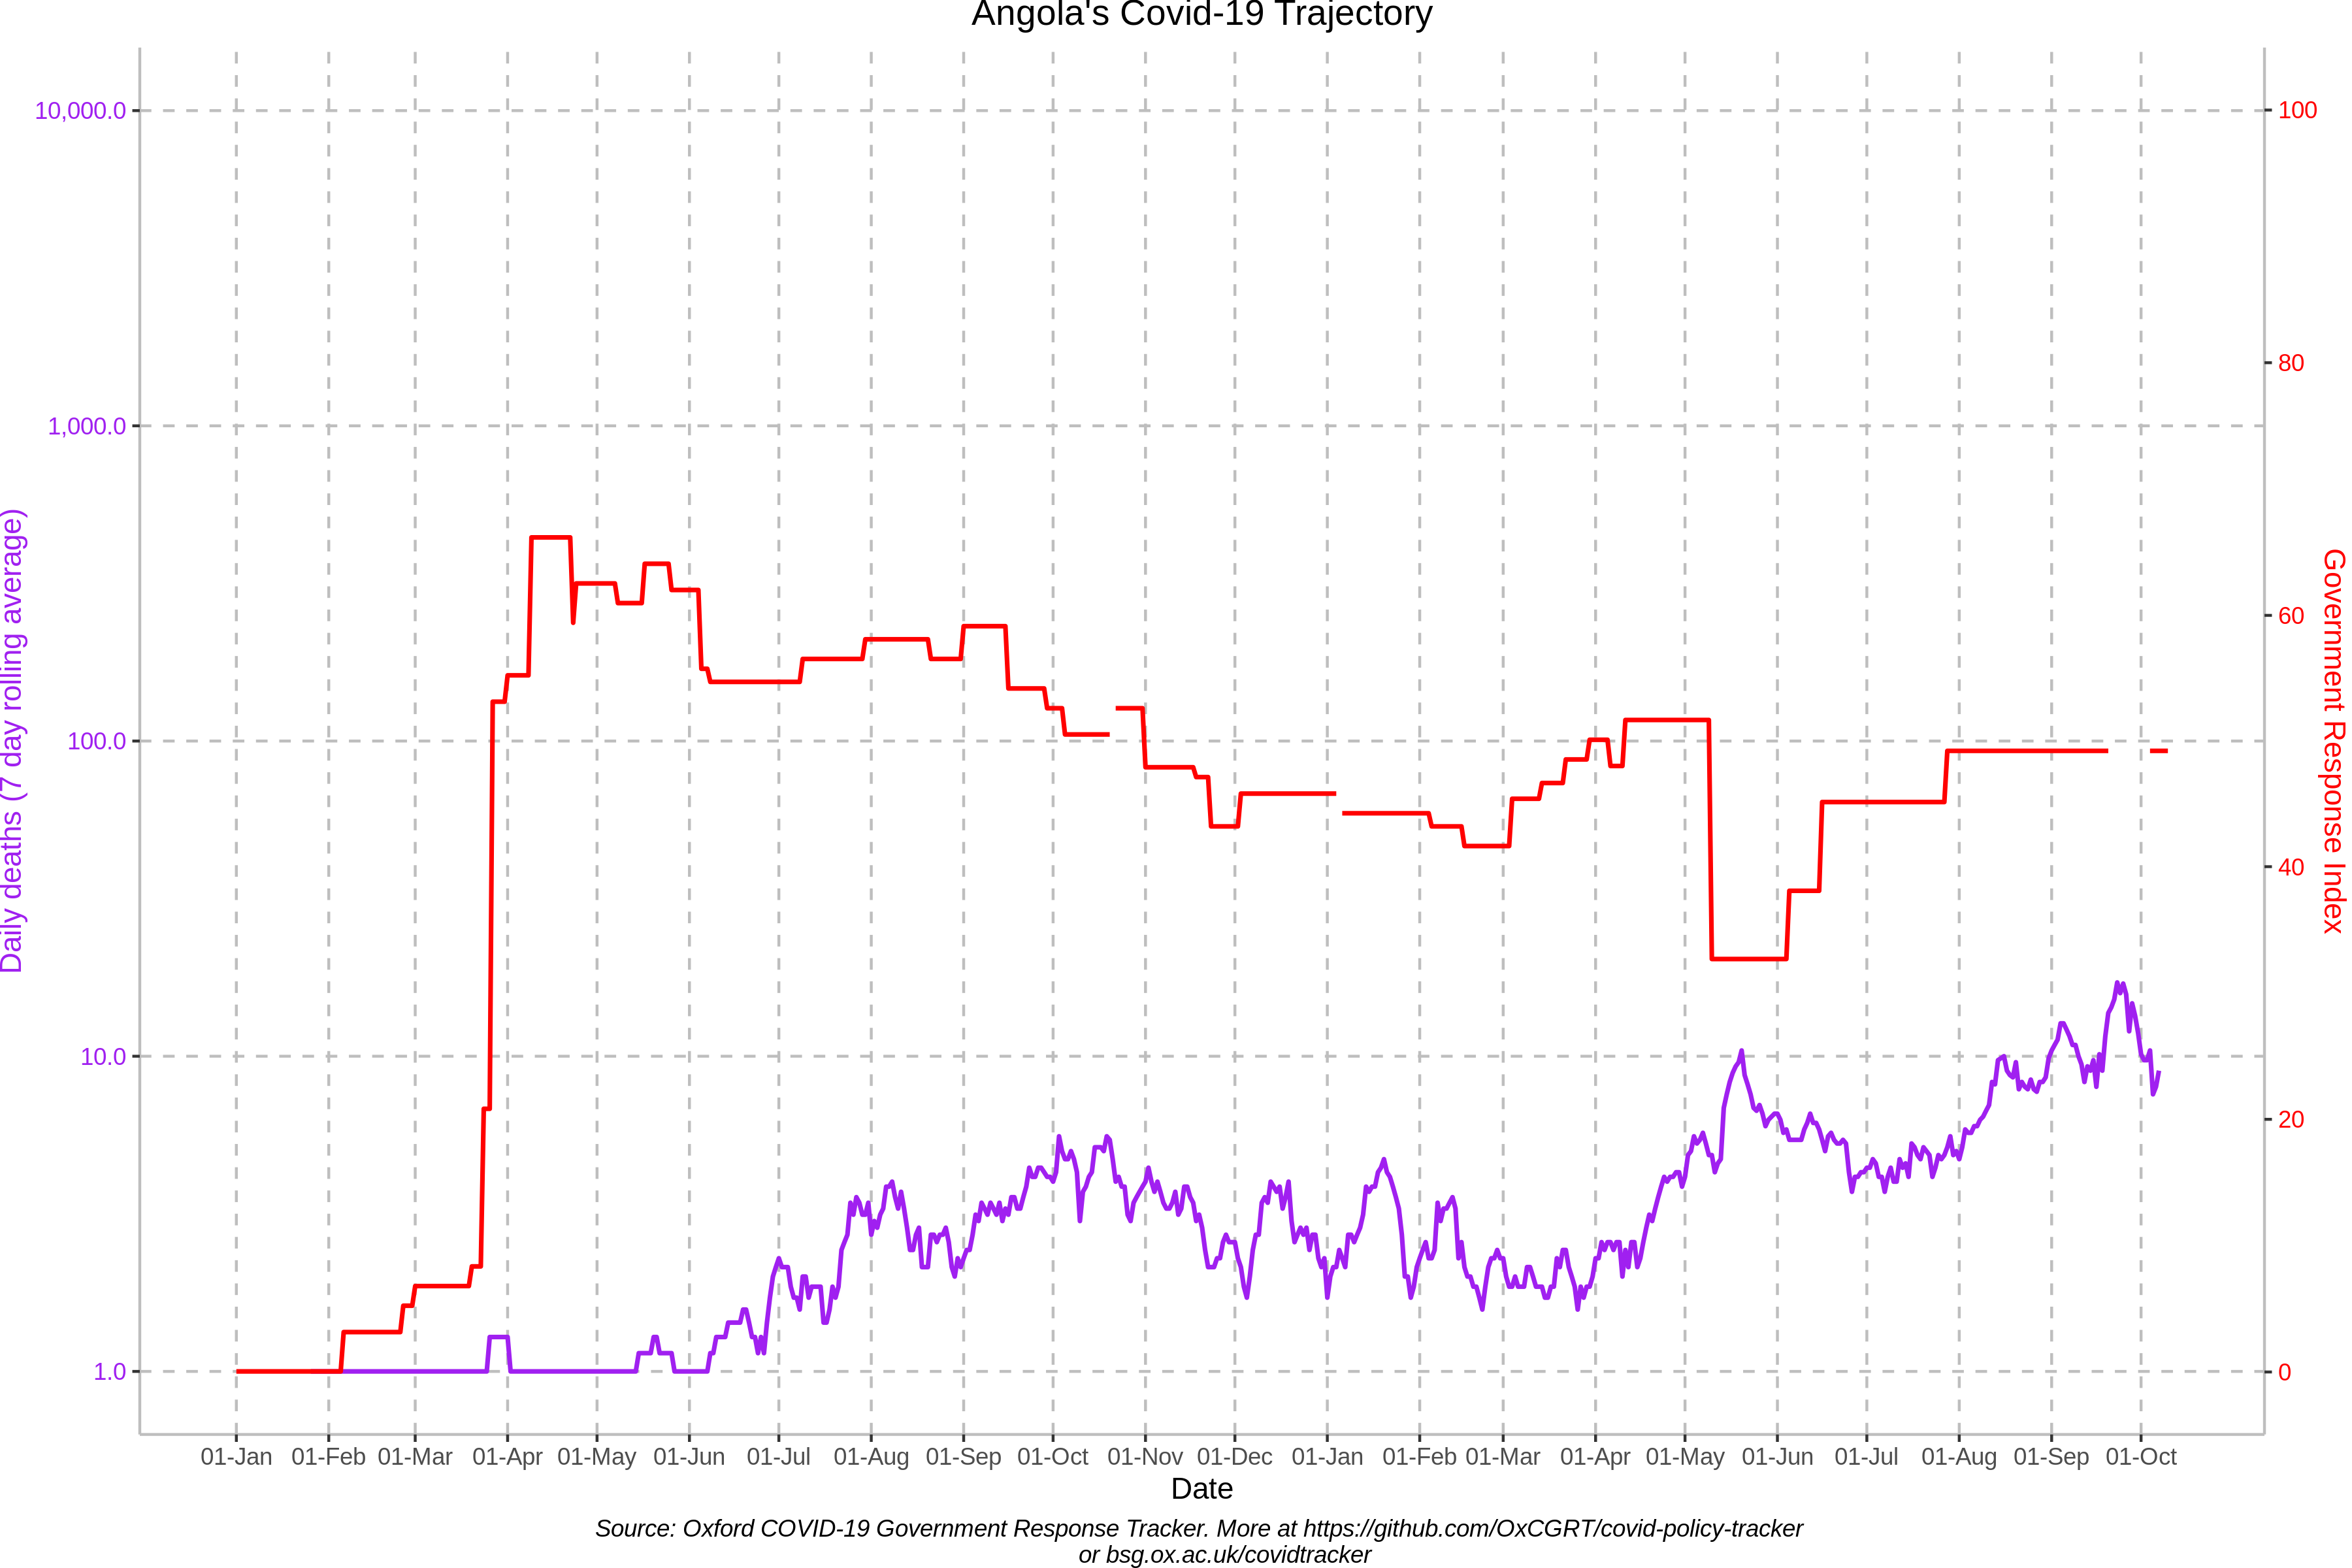 Angola's Covid-19 Trajectory
10,000.0
1,000.0
100.0
10.0
1.0
Daily deaths (7 day rolling average)
100
80
60
40
20
0
Government Response Index
01-Jan 01-Feb 01-Mar 01-Apr 01-May 01-Jun 01-Jul 01-Aug 01-Sep 01-Oct 01-Nov 01-Dec 01-Jan 01-Feb 01-Mar 01-Apr 01-May 01-Jun 01-Jul 01-Aug 01-Sep 01-Oct
Date
Source: Oxford COVID-19 Government Response Tracker. More at https://github.com/OxCGRT/covid-policy-tracker
or bsg.ox.ac.uk/covidtracker